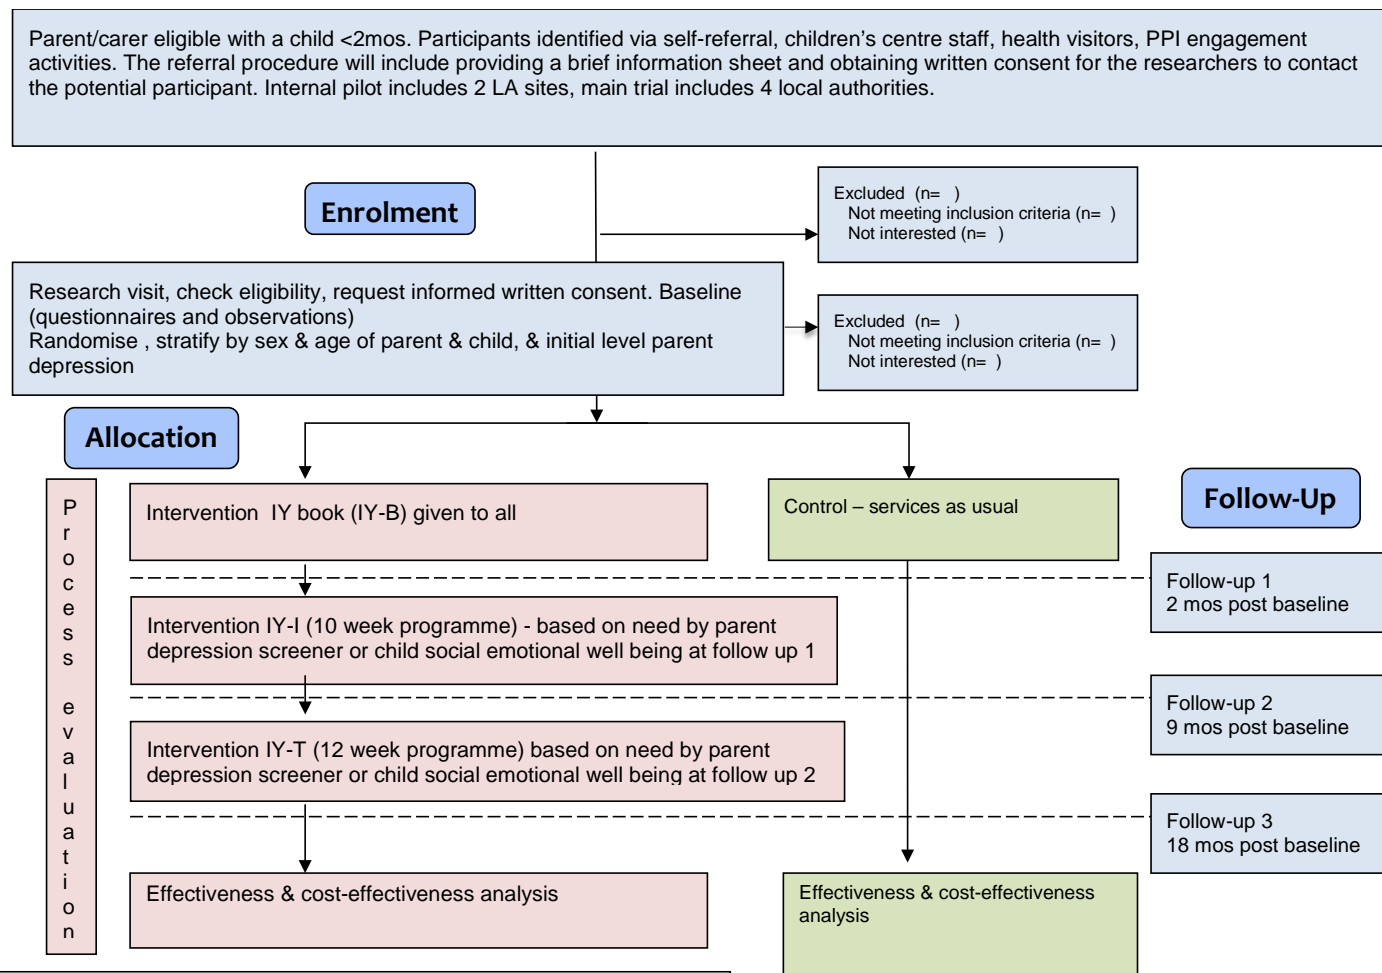 Parent/carer eligible with a child <2mos. Participants identified via self-referral, children’s centre staff, health visitors, PPI engagement
activities. The referral procedure will include providing a brief information sheet and obtaining written consent for the researchers to contact
the potential participant. Internal pilot includes 2 LA sites, main trial includes 4 local authorities.
Enrolment
Excluded (n= )
Not meeting inclusion criteria (n= )
Not interested (n= )
Research visit, check eligibility, request informed written consent. Baseline
(questionnaires and observations)
Randomise , stratify by sex & age of parent & child, & initial level parent
depression
Excluded (n= )
Not meeting inclusion criteria (n= )
Not interested (n= )
Allocation
Process evaluation
Intervention IY book (IY-B) given to all
Control – services as usual
Follow-Up
Follow-up 1
2 mos post baseline
Intervention IY-I (10 week programme) - based on need by parent
depression screener or child social emotional well being at follow up 1
Follow-up 2
9 mos post baseline
Intervention IY-T (12 week programme) based on need by parent
depression screener or child social emotional well being at follow up 2
Follow-up 3
18 mos post baseline
Effectiveness & cost-effectiveness analysis
Effectiveness & cost-effectiveness
analysis